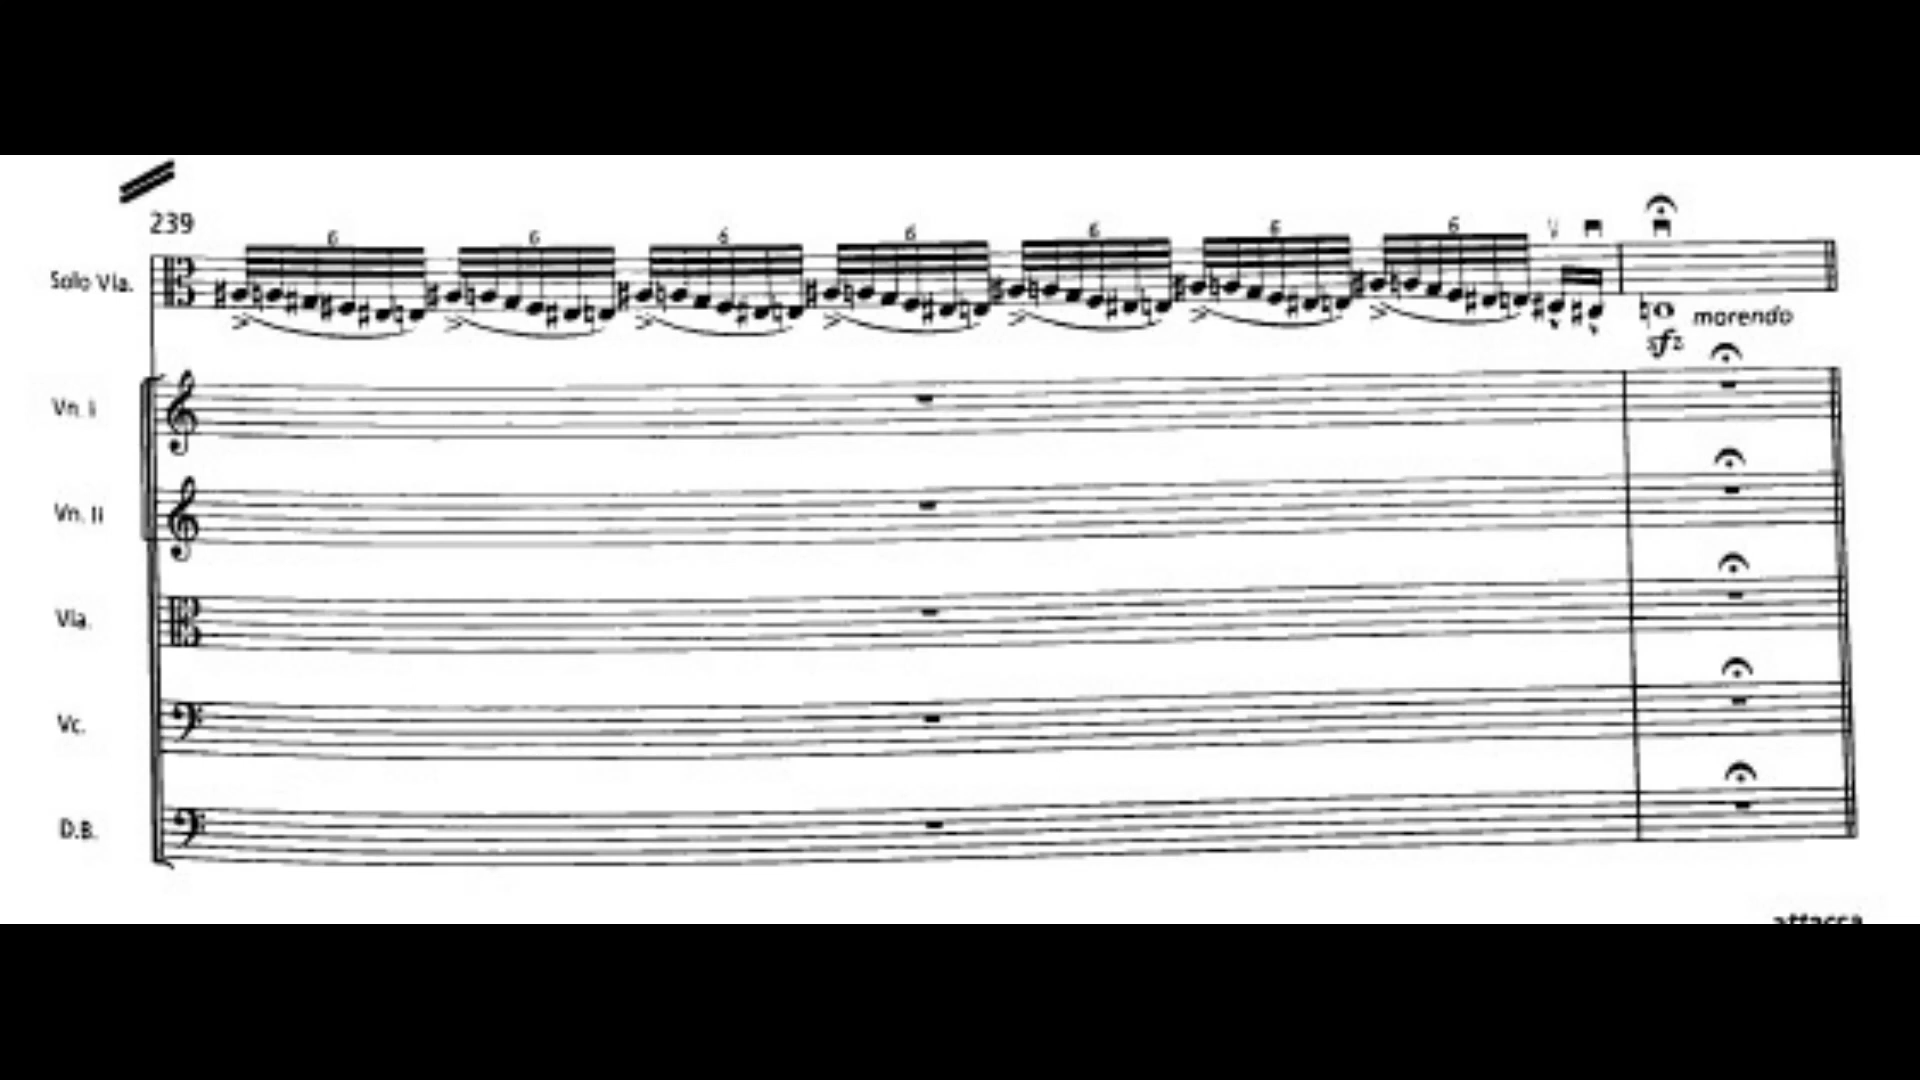 239
6 6 6 6 6 6 6
Solo Vla.
morendo
sfz
Vn. I
Vn. II
Vla.
Vc.
D.B.
attacca